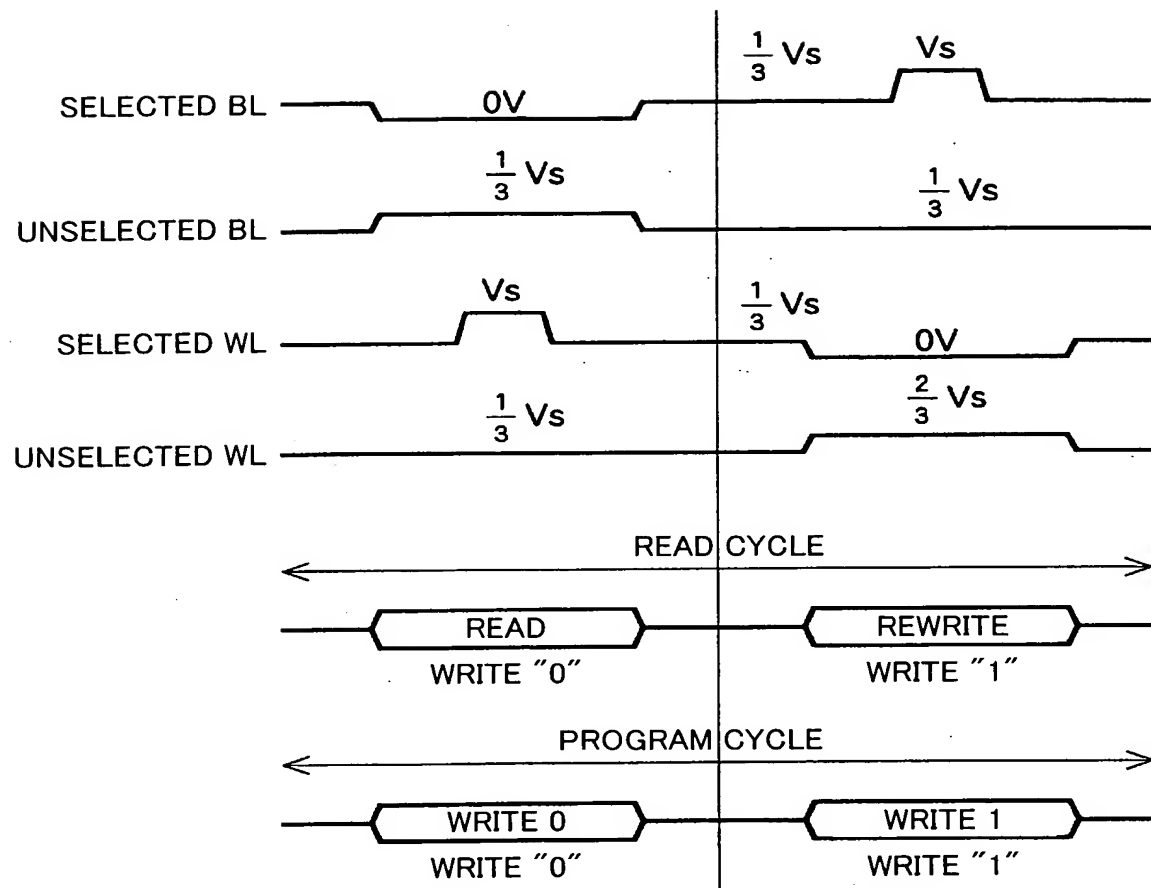 1/3 Vs Vs
SELECTED BL 0V
1/3 Vs 1/3 Vs
UNSELECTED BL
Vs 1/3 Vs
SELECTED WL 0V
1/3 Vs 2/3 Vs
UNSELECTED WL
READ CYCLE
READ REWRITE
WRITE "0" WRITE "1"
PROGRAM CYCLE
WRITE 0 WRITE 1
WRITE "0" WRITE "1"